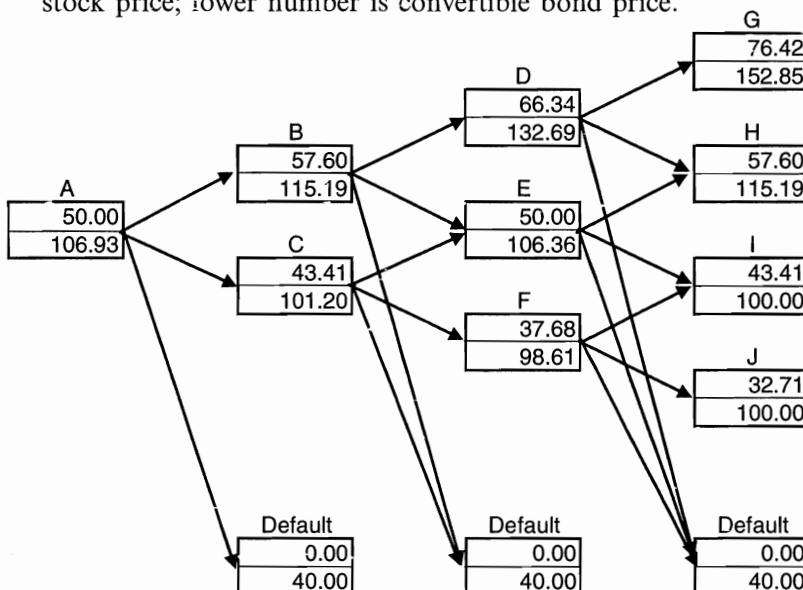 stock price; lower number is convertible bond price.
G
76.42
152.85
D
66.34
132.69
B
57.60
115.19
H
57.60
115.19
A
50.00
106.93
E
50.00
106.36
C
43.41
101.20
I
43.41
100.00
F
37.68
98.61
J
32.71
100.00
Default
0.00
40.00
Default
0.00
40.00
Default
0.00
40.00